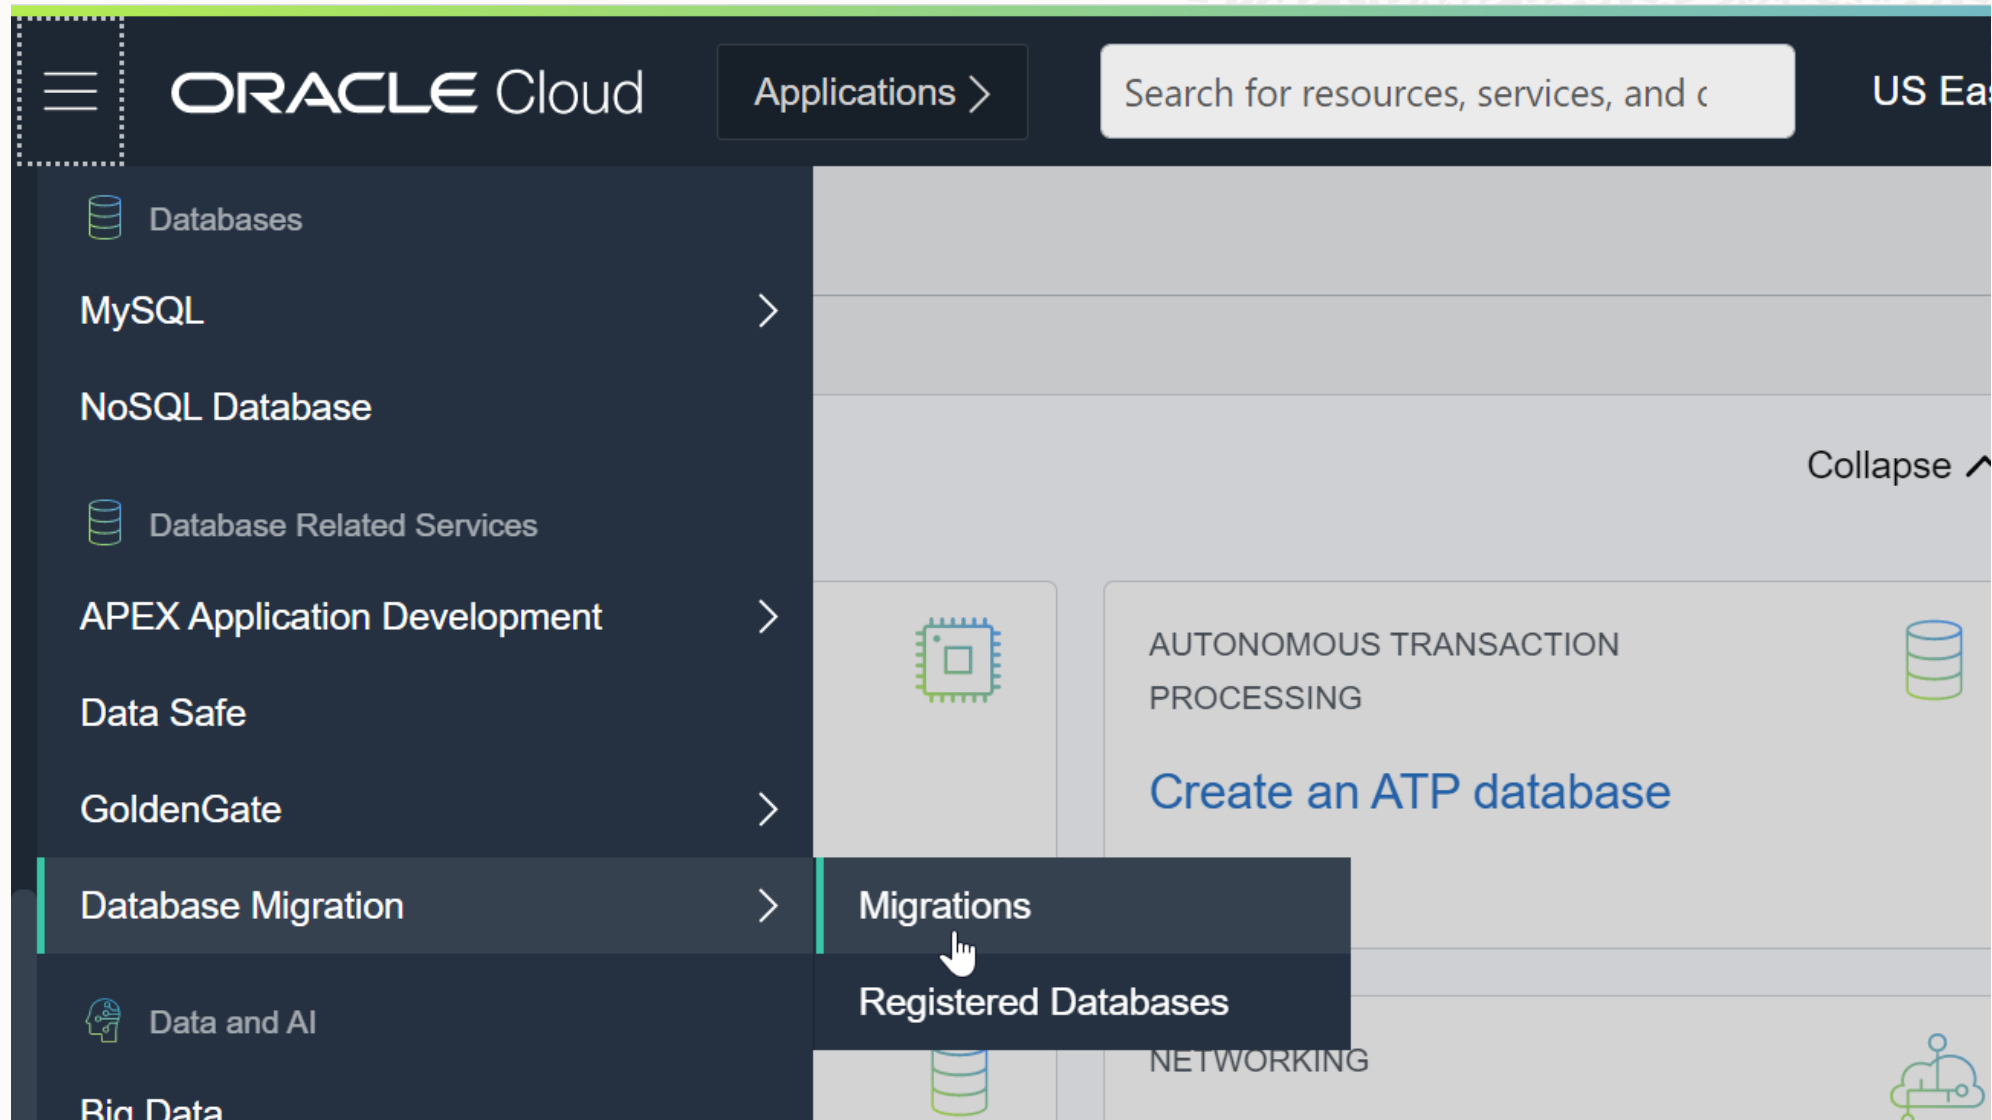 ORACLE Cloud
Applications
Search for resources, services, and
US
Databases
MySQL
NoSQL Database
Collapse
Database Related Services
APEX Application Development
AUTONOMOUS TRANSACTION
PROCESSING
Data Safe
Create an ATP database
GoldenGate
Database Migration
Migrations
Registered Databases
Data and AI
NETWORKING
Big Data